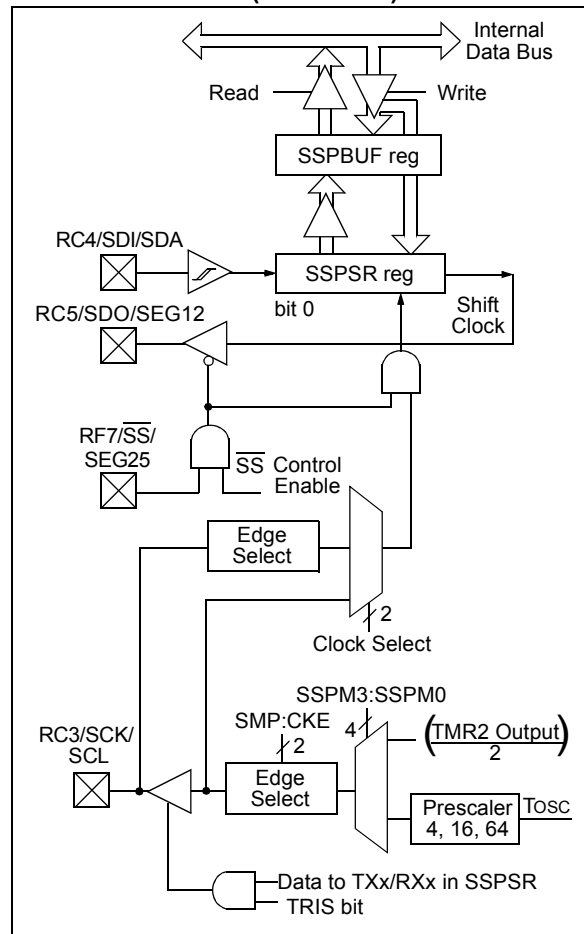 Internal
Data Bus
Read
Write
SSPBUF reg
RC4/SDI/SDA
SSPSR reg
bit 0
Shift
Clock
RC5/SDO/SEG12
RF7/SS/
SEG25
SS Control
Enable
Edge
Select
2
Clock Select
SSPM3:SSPM0
SMP:CKE
4
(TMR2 Output)
2
2
RC3/SCK/
SCL
Edge
Select
Prescaler
4, 16, 64
TOSC
Data to TXx/RXx in SSPSR
TRIS bit